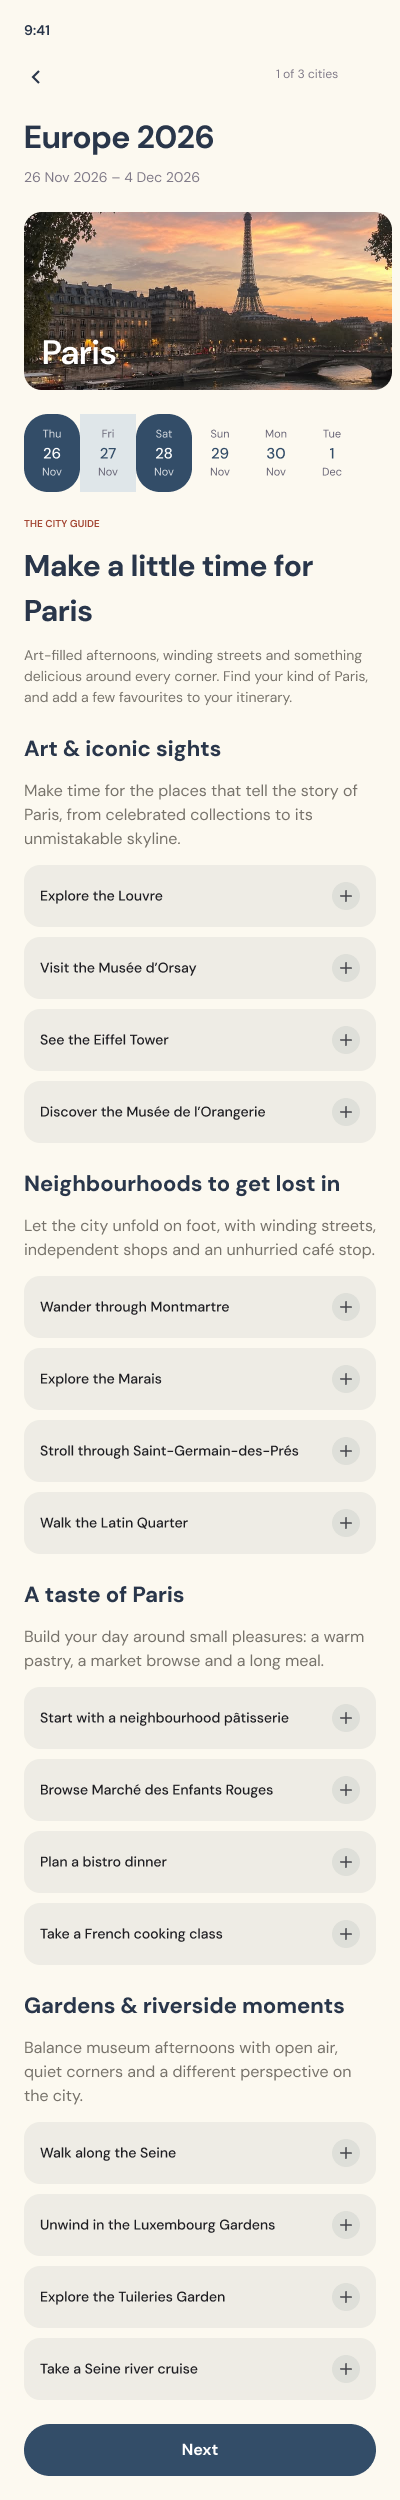 9:41
1 of 3 cities
Europe 2026
26 Nov 2026 – 4 Dec 2026
Paris
Thu Fri Sat Sun Mon Tue
26 27 28 29 30 1
Nov Nov Nov Nov Nov Dec
THE CITY GUIDE
Make a little time for
Paris
Art-filled afternoons, winding streets and something
delicious around every corner. Find your kind of Paris,
and add a few favourites to your itinerary.
Art & iconic sights
Make time for the places that tell the story of
Paris, from celebrated collections to its
unmistakable skyline.
Explore the Louvre
Visit the Musée d’Orsay
See the Eiffel Tower
Discover the Musée de l’Orangerie
Neighbourhoods to get lost in
Let the city unfold on foot, with winding streets,
independent shops and an unhurried café stop.
Wander through Montmartre
Explore the Marais
Stroll through Saint-Germain-des-Prés
Walk the Latin Quarter
A taste of Paris
Build your day around small pleasures: a warm
pastry, a market browse and a long meal.
Start with a neighbourhood pâtisserie
Browse Marché des Enfants Rouges
Plan a bistro dinner
Take a French cooking class
Gardens & riverside moments
Balance museum afternoons with open air,
quiet corners and a different perspective on
the city.
Walk along the Seine
Unwind in the Luxembourg Gardens
Explore the Tuileries Garden
Take a Seine river cruise
Next